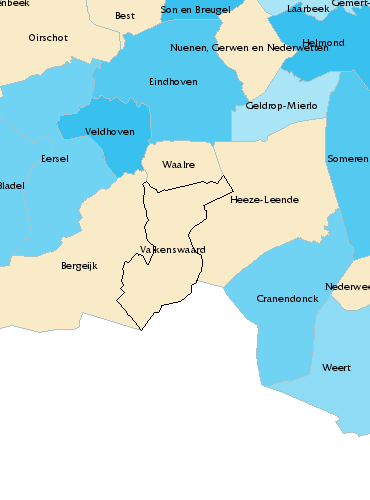 enbeek
Best
Son en Breugel
Laarbeek
Gemert-
Oirschot
Nuenen, Gerwen en Nederwetten
Helmond
Eindhoven
Geldrop-Mierlo
Veldhoven
Eersel
Waalre
Someren
Bladel
Heeze-Leende
Valkenswaard
Bergeijk
Cranendonck
Nederwee
Weert